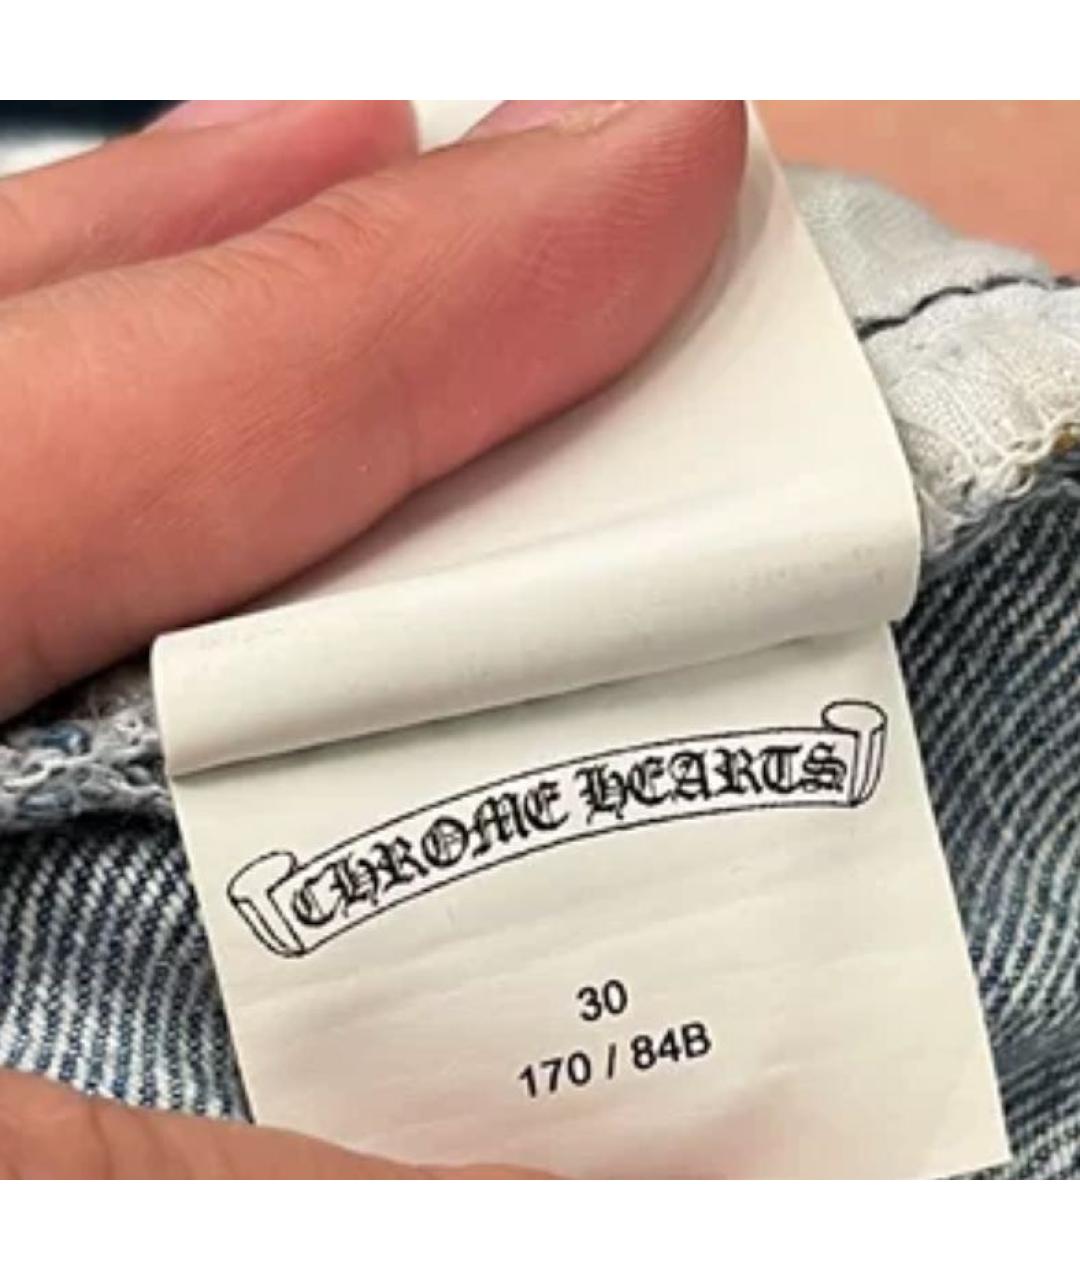 CHROME HEARTS
30
170 / 84B